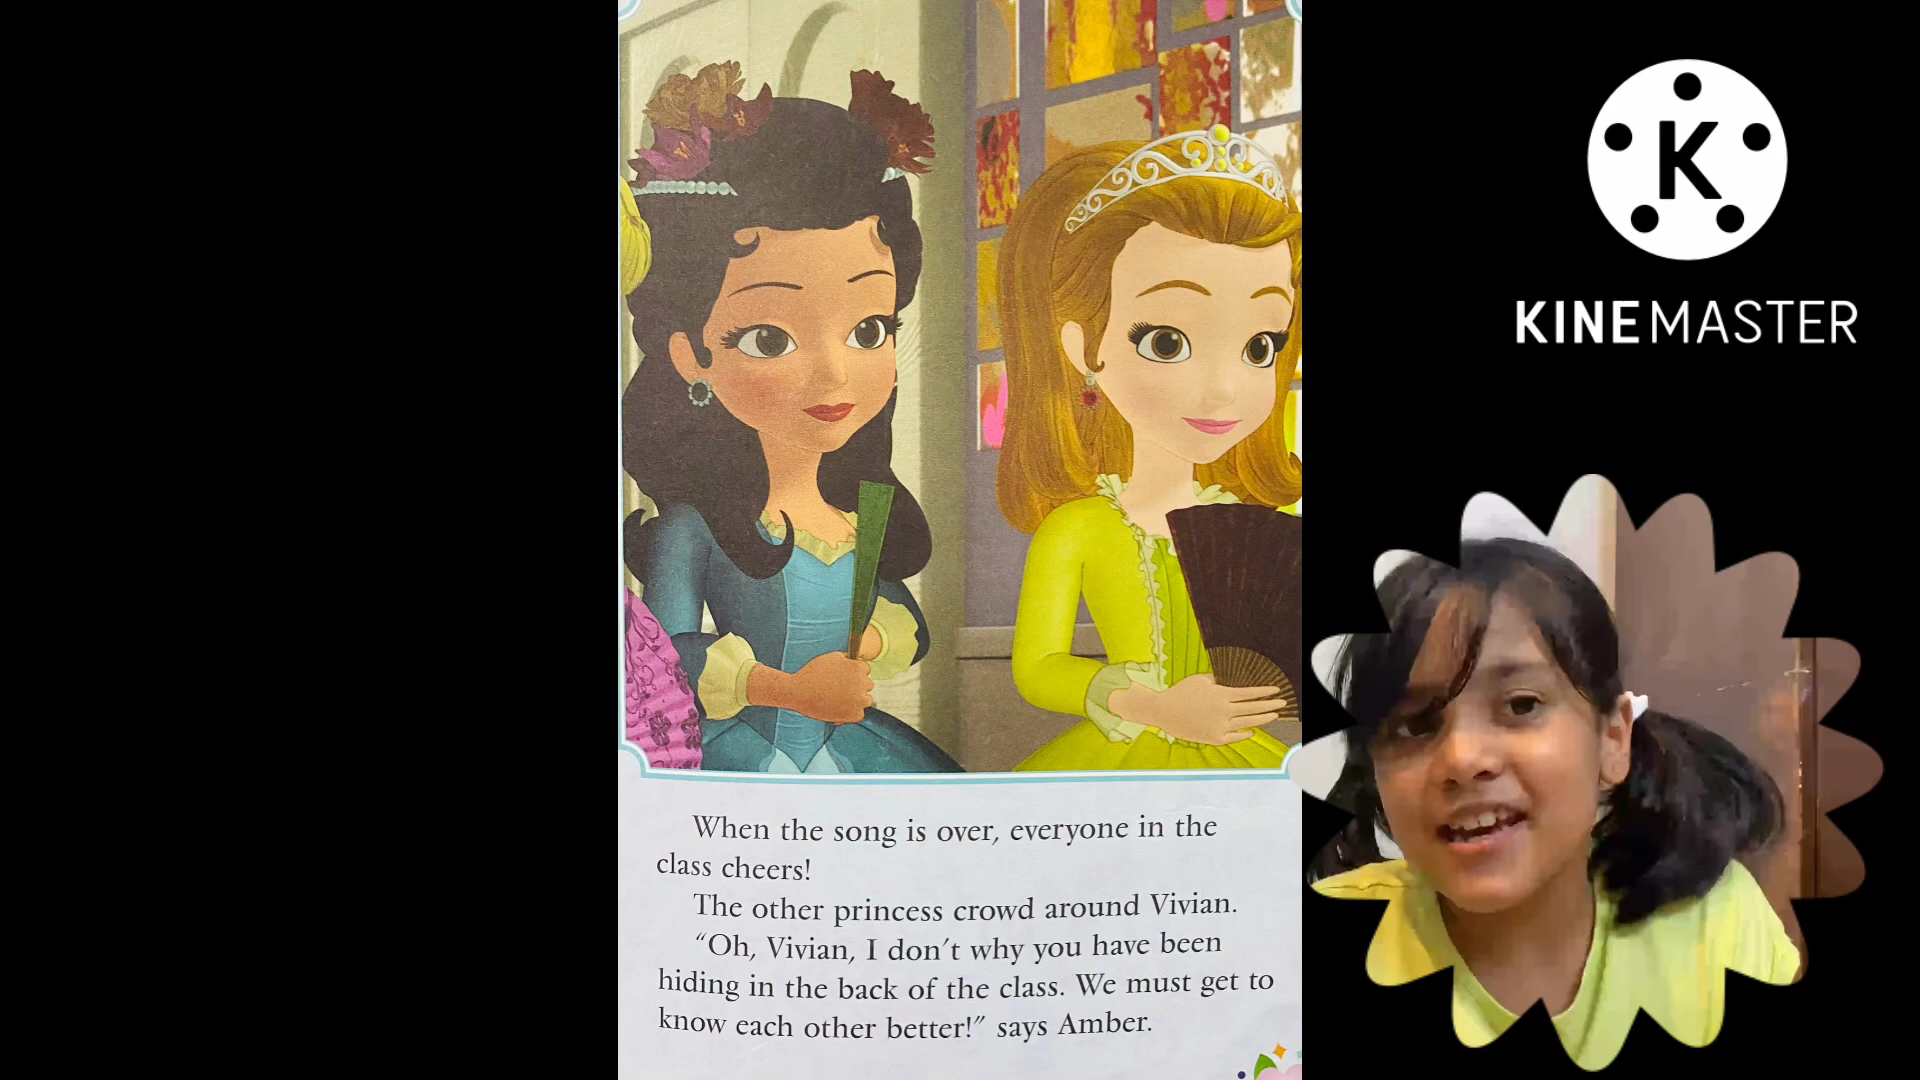 K
KINEMASTER
When the song is over, everyone in the
class cheers!
The other princess crowd around Vivian.
“Oh, Vivian, I don’t why you have been
hiding in the back of the class. We must get to
know each other better!” says Amber.